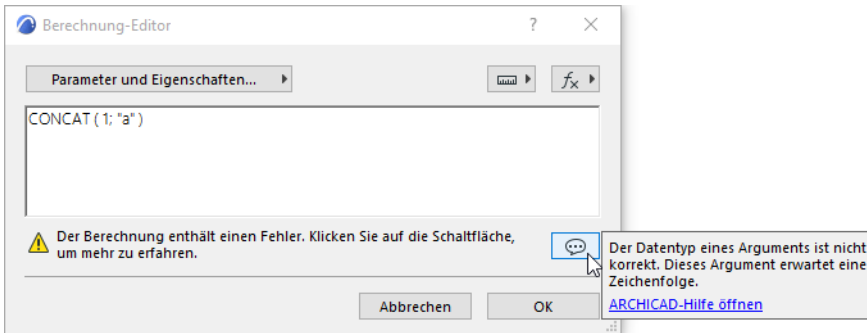 Berechnung-Editor
?
Parameter und Eigenschaften...
fx
CONCAT ( 1; "a" )
Der Berechnung enthält einen Fehler. Klicken Sie auf die Schaltfläche,
um mehr zu erfahren.
Der Datentyp eines Arguments ist nicht
korrekt. Dieses Argument erwartet eine
Zeichenfolge.
ARCHICAD-Hilfe öffnen
Abbrechen
OK